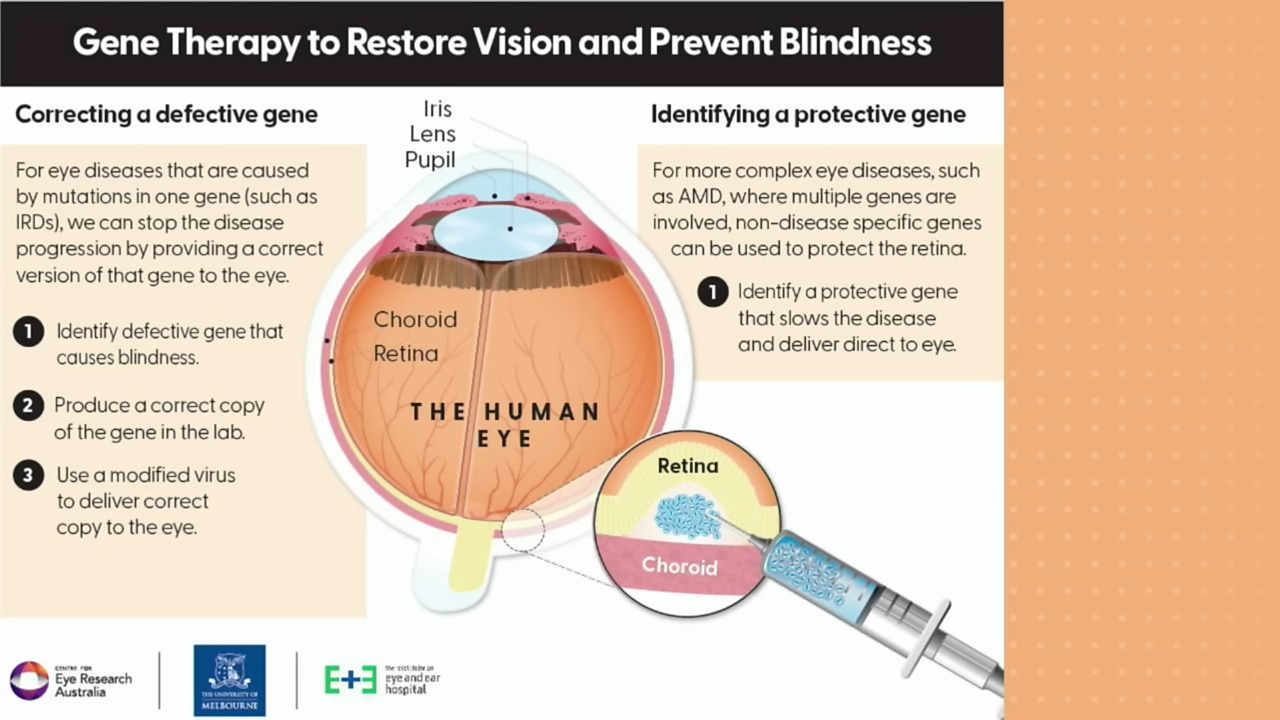 Gene Therapy to Restore Vision and Prevent Blindness
Correcting a defective gene
For eye diseases that are caused
by mutations in one gene (such as
IRDs), we can stop the disease
progression by providing a correct
version of that gene to the eye.
1 Identify defective gene that
causes blindness.
2 Produce a correct copy
of the gene in the lab.
3 Use a modified virus
to deliver correct
copy to the eye.
Iris
Lens
Pupil
Choroid
Retina
THE HUMAN
EYE
Retina
Choroid
Identifying a protective gene
For more complex eye diseases, such
as AMD, where multiple genes are
involved, non-disease specific genes
can be used to protect the retina.
1 Identify a protective gene
that slows the disease
and deliver direct to eye.
CENTRE FOR
Eye Research
Australia
THE UNIVERSITY OF
MELBOURNE
E+E
eye and ear
hospital